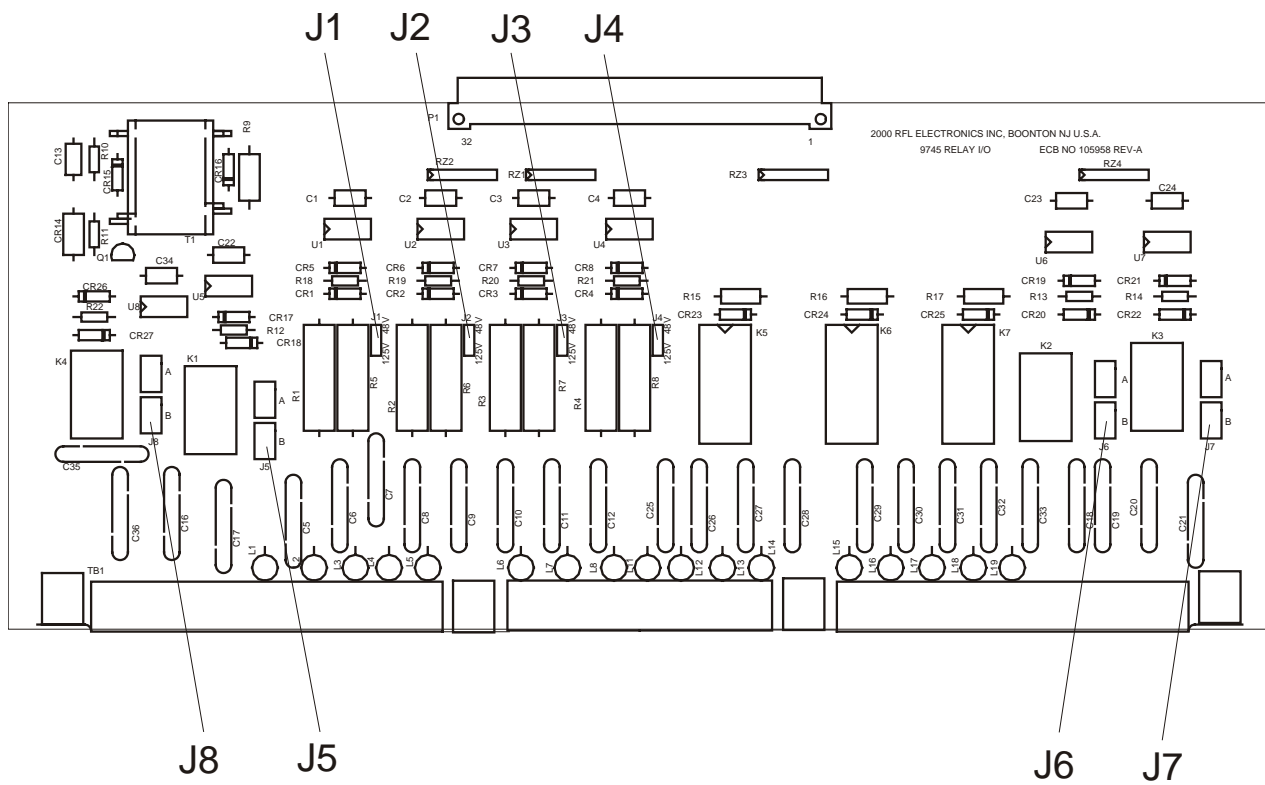 J1 J2 J3 J4
P1
32 1
2000 RFL ELECTRONICS INC, BOONTON NJ U.S.A.
9745 RELAY I/O ECB NO 105958 REV-A
C13 R10 CR15 CR16 R9
RZ2 RZ1 RZ3 RZ4
CR14 R11 T1 Q1
C1 C2 C3 C4 C23 C24
U1 U2 U3 U4 U6 U7
C22 C34
CR26 U8 U5
R22 CR17
CR27 R12
CR18
CR5 CR6 CR7 CR8
R18 R19 R20 R21
CR1 CR2 CR3 CR4
CR19 CR21
R15 R16 R17 R13 R14
CR23 CR24 CR25 CR20 CR22
J1 J2 J3 J4
48V 48V 48V 48V
125V 125V 125V 125V
K4 K1 K5 K6 K7 K2 K3
R1 R5 R2 R6 R3 R7 R4 R8
A A A A
B B B B
J8 J5 J6 J7
C35
C36 C16 C17 C5 C6 C7 C8 C9 C10 C11 C12 C25 C26 C27 C28 C29 C30 C31 C32 C33 C18 C19 C20 C21
L1 L2 L3 L4 L5 L6 L7 L8 L11 L12 L13 L14 L15 L16 L17 L18 L19
TB1
J8 J5 J6 J7